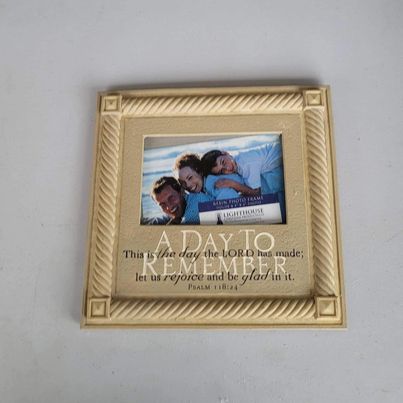 RESIN PHOTO FRAME
LIGHTHOUSE
A DAY TO
This is the day the LORD has made;
REMEMBER
let us rejoice and be glad in it.
PSALM 118:24